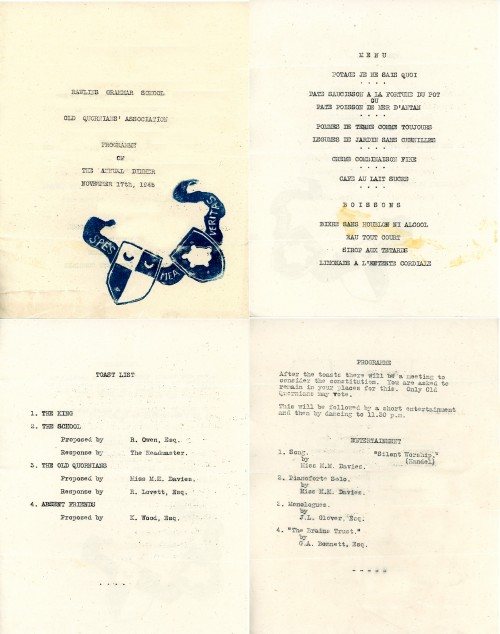 RAWLINS GRAMMAR SCHOOL
OLD QUORNIANS' ASSOCIATION
PROGRAMME
OF
THE ANNUAL DINNER
NOVEMBER 17th, 1945
SPES MEA VERITAS
MENU
POTAGE JE NE SAIS QUOI
. . . .
PATE SAUCISSON A LA FORTUNE DU POT
OU
PATE POISSON DE MER D'ANTAN
. . . .
POMMES DE TERRE COMME TOUJOURS
LEGUMES DE JARDIN SANS CHENILLES
. . . .
CREME COMBINAISON FINE
. . . .
CAFE AU LAIT SUCRE
. . . .
BOISSONS
BIERE SANS HOUBLON NI ALCOOL
EAU TOUT COURT
SIROP AUX TETARDS
LIMONADE A L'ENTENTE CORDIALE
TOAST LIST
1. THE KING
2. THE SCHOOL
Proposed by R. Owen, Esq.
Response by The Headmaster.
3. THE OLD QUORNIANS
Proposed by Miss M.M. Davies.
Response by R. Lovett, Esq.
4. ABSENT FRIENDS
Proposed by K. Wood, Esq.
. . . .
PROGRAMME
After the toasts there will be a meeting to
consider the constitution. You are asked to
remain in your places for this. Only Old
Quornians may vote.
This will be followed by a short entertainment
and then by dancing to 11.30 p.m.
ENTERTAINMENT
1. Song. "Silent Worship."
by (Handel)
Miss M.M. Davies.
2. Pianoforte Solo.
by
Miss M.M. Davies.
3. Monologues.
by
J.L. Glover, Esq.
4. "The Brains Trust."
by
G.A. Bennett, Esq.
- - - - -